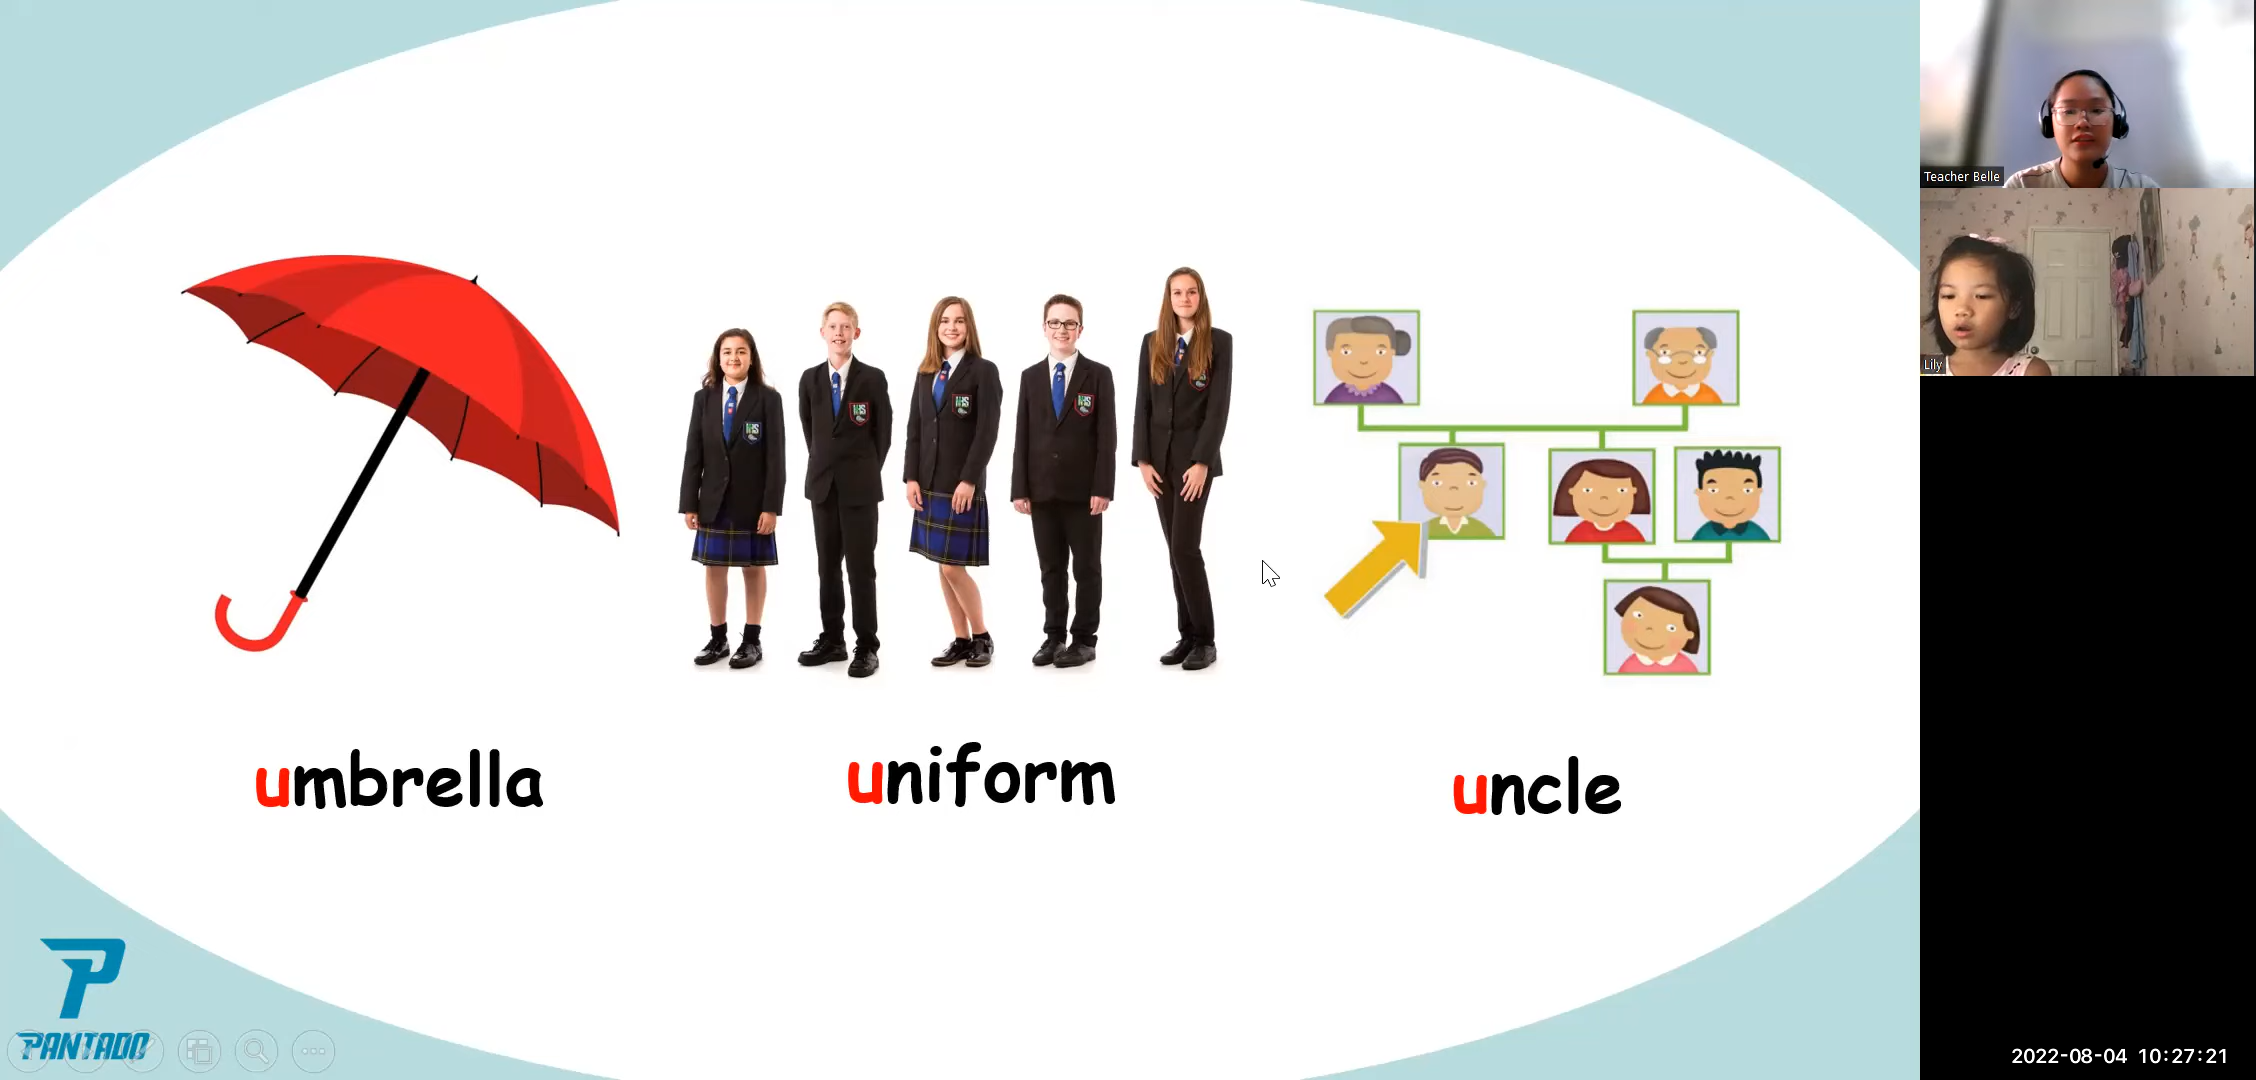 umbrella
uniform
uncle
PANTADO
Teacher Belle
Lily
2022-08-04 10:27:21